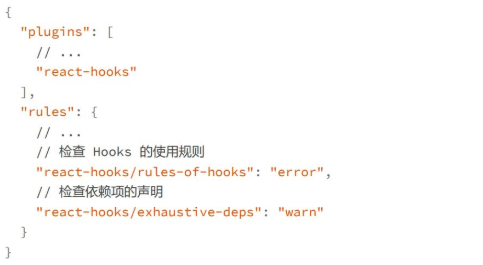 {
  "plugins": [
    // ...
    "react-hooks"
  ],
  "rules": {
    // ...
    // 检查 Hooks 的使用规则
    "react-hooks/rules-of-hooks": "error",
    // 检查依赖项的声明
    "react-hooks/exhaustive-deps": "warn"
  }
}